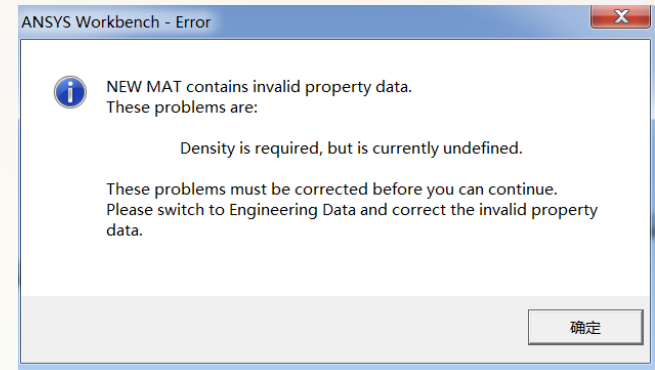 ANSYS Workbench - Error
NEW MAT contains invalid property data.
These problems are:
Density is required, but is currently undefined.
These problems must be corrected before you can continue.
Please switch to Engineering Data and correct the invalid property
data.
确定